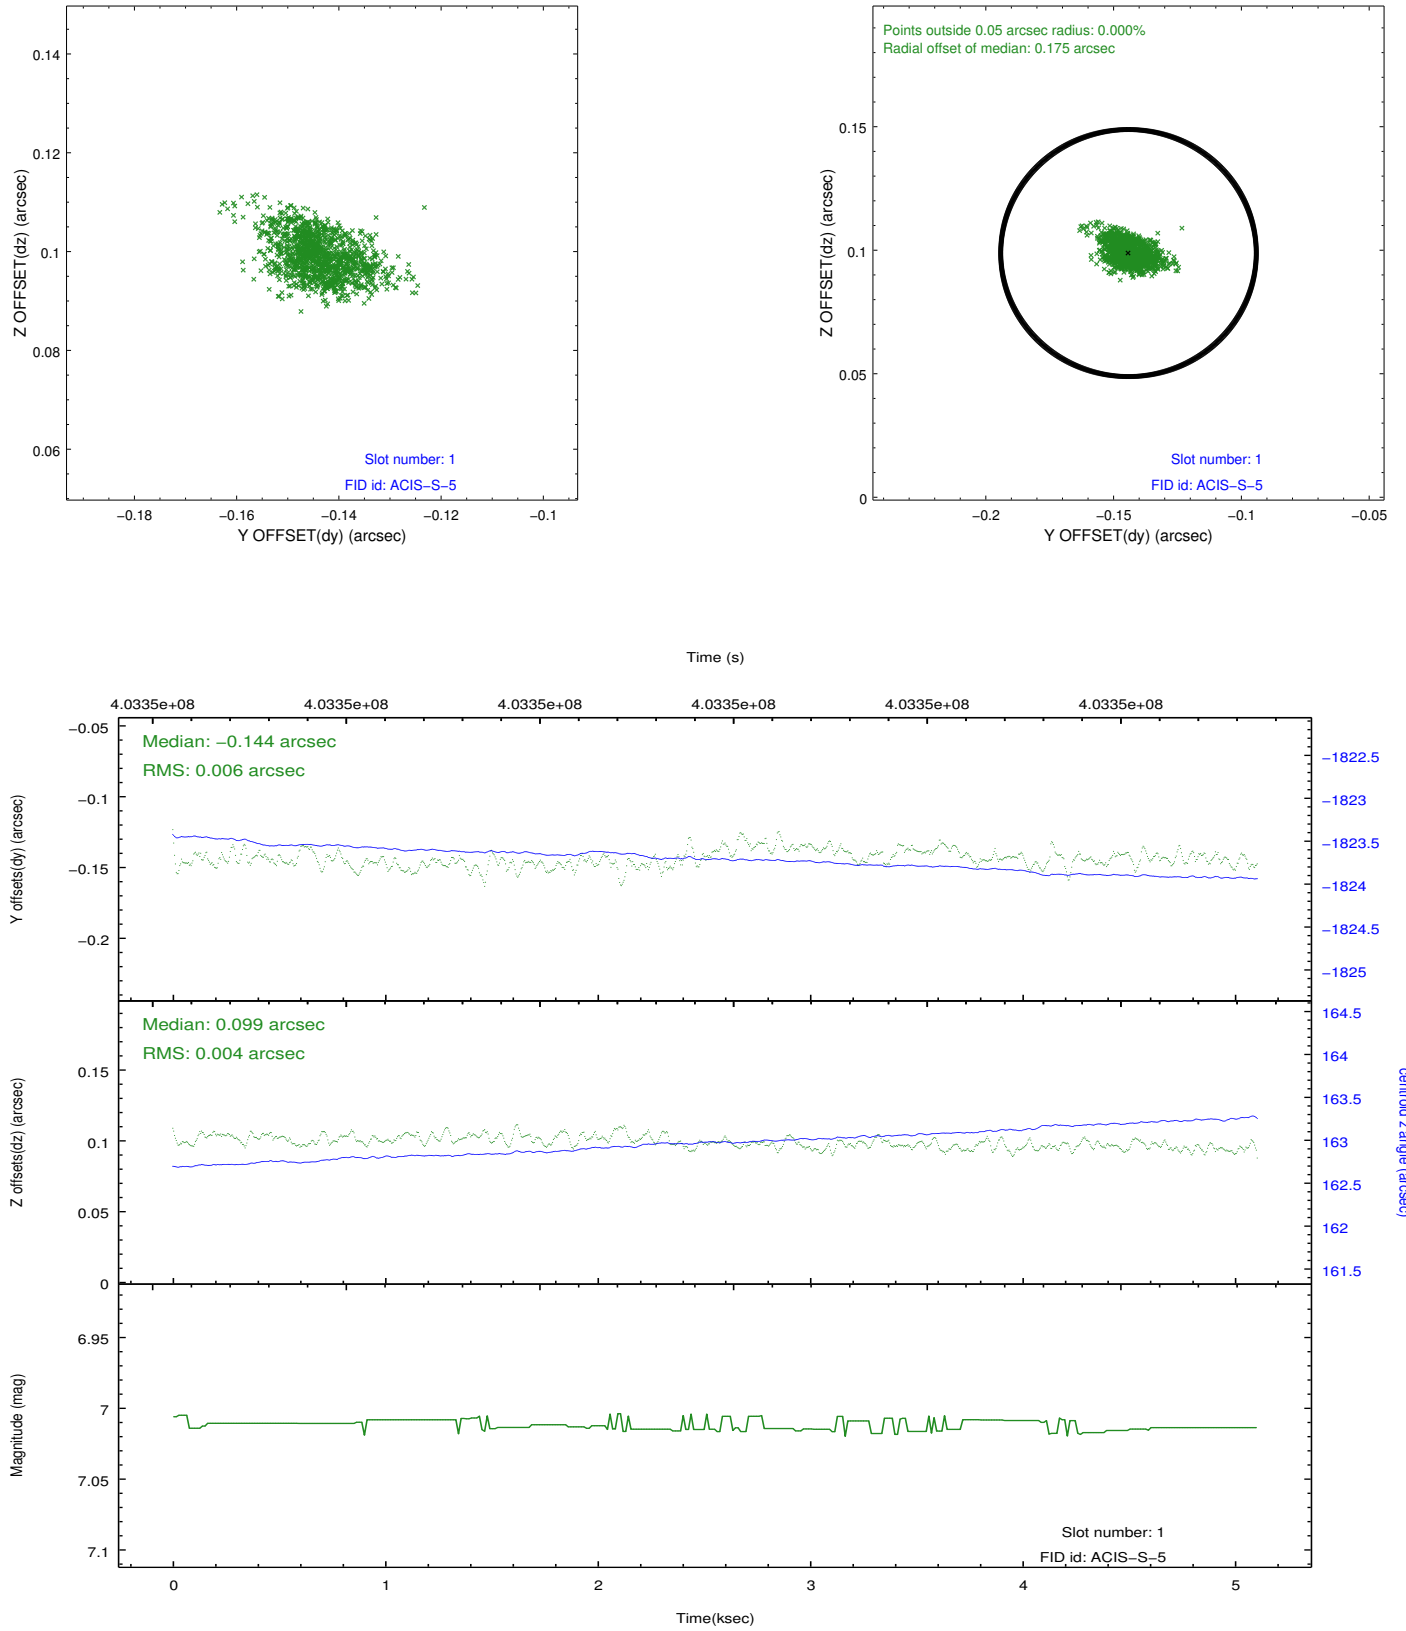 0.14
0.12
0.1
0.08
0.06
Z OFFSET(dz) (arcsec)
Slot number: 1
FID id: ACIS−S−5
−0.18 −0.16 −0.14 −0.12 −0.1
Y OFFSET(dy) (arcsec)
Points outside 0.05 arcsec radius: 0.000%
Radial offset of median: 0.175 arcsec
0.15
0.1
0.05
0
Z OFFSET(dz) (arcsec)
Slot number: 1
FID id: ACIS−S−5
−0.2 −0.15 −0.1 −0.05
Y OFFSET(dy) (arcsec)
Time (s)
4.0335e+08 4.0335e+08 4.0335e+08 4.0335e+08 4.0335e+08 4.0335e+08
Median: −0.144 arcsec
RMS: 0.006 arcsec
−0.05
−0.1
−0.15
−0.2
Y offsets(dy) (arcsec)
−1822.5
−1823
−1823.5
−1824
−1824.5
−1825
Median: 0.099 arcsec
RMS: 0.004 arcsec
0.15
0.1
0.05
0
Z offsets(dz) (arcsec)
164.5
164
163.5
163
162.5
162
161.5
centroid z angle (arcsec)
6.95
7
7.05
7.1
Magnitude (mag)
Slot number: 1
FID id: ACIS−S−5
0 1 2 3 4 5
Time(ksec)